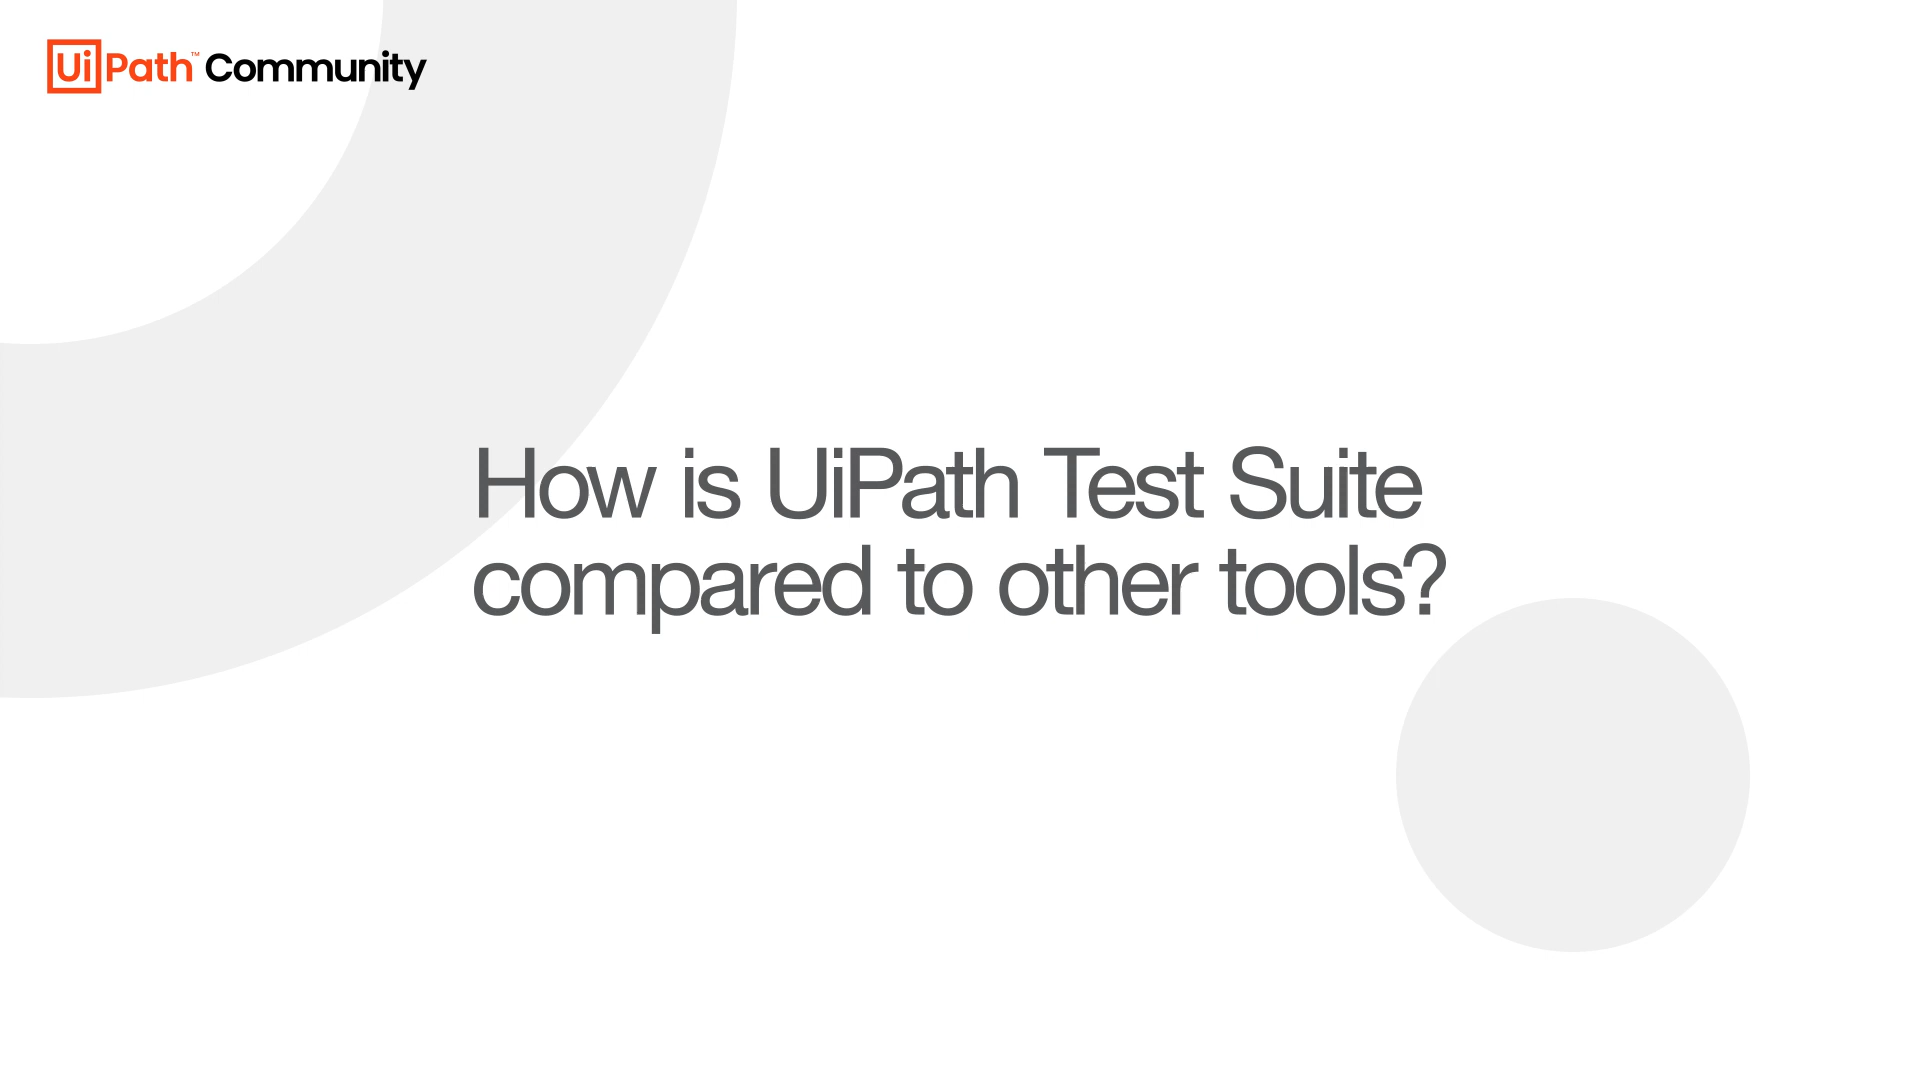 UiPath™ Community
How is UiPath Test Suite
compared to other tools?